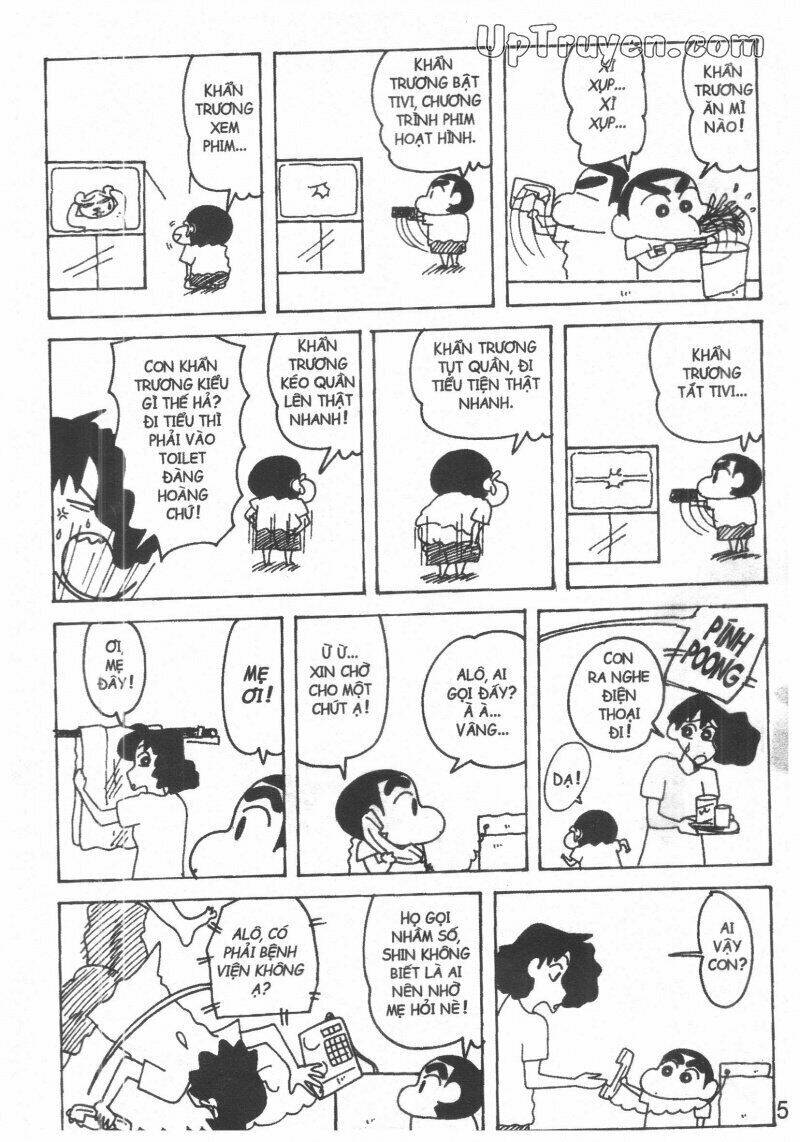 UpTruyen.com
KHẨN
TRƯƠNG
ĂN MÌ
NÀO!
XÌ
XỤP...
XÌ
XỤP...
KHẨN
TRƯƠNG BẬT
TIVI, CHƯƠNG
TRÌNH PHIM
HOẠT HÌNH.
KHẨN
TRƯƠNG
XEM
PHIM...
KHẨN
TRƯƠNG
TẮT TIVI...
KHẨN TRƯƠNG
TỤT QUẦN, ĐI
TIỂU TIỆN THẬT
NHANH.
KHẨN
TRƯƠNG
KÉO QUẦN
LÊN THẬT
NHANH!
CON KHẨN
TRƯƠNG KIỂU
GÌ THẾ HẢ?
ĐI TIỂU THÌ
PHẢI VÀO
TOILET
ĐÀNG
HOÀNG
CHỨ!
PÍNH
POONG
CON
RA NGHE
ĐIỆN
THOẠI
ĐI!
DẠ!
ALÔ, AI
GỌI ĐẤY?
À À...
VÂNG...
Ừ Ừ...
XIN CHỜ
CHO MỘT
CHÚT Ạ!
MẸ
ƠI!
ƠI,
MẸ
ĐÂY!
AI
VẬY
CON?
HỌ GỌI
NHẦM SỐ,
SHIN KHÔNG
BIẾT LÀ AI
NÊN NHỜ
MẸ HỎI NÈ!
ALÔ, CÓ
PHẢI BỆNH
VIỆN KHÔNG
Ạ?
5